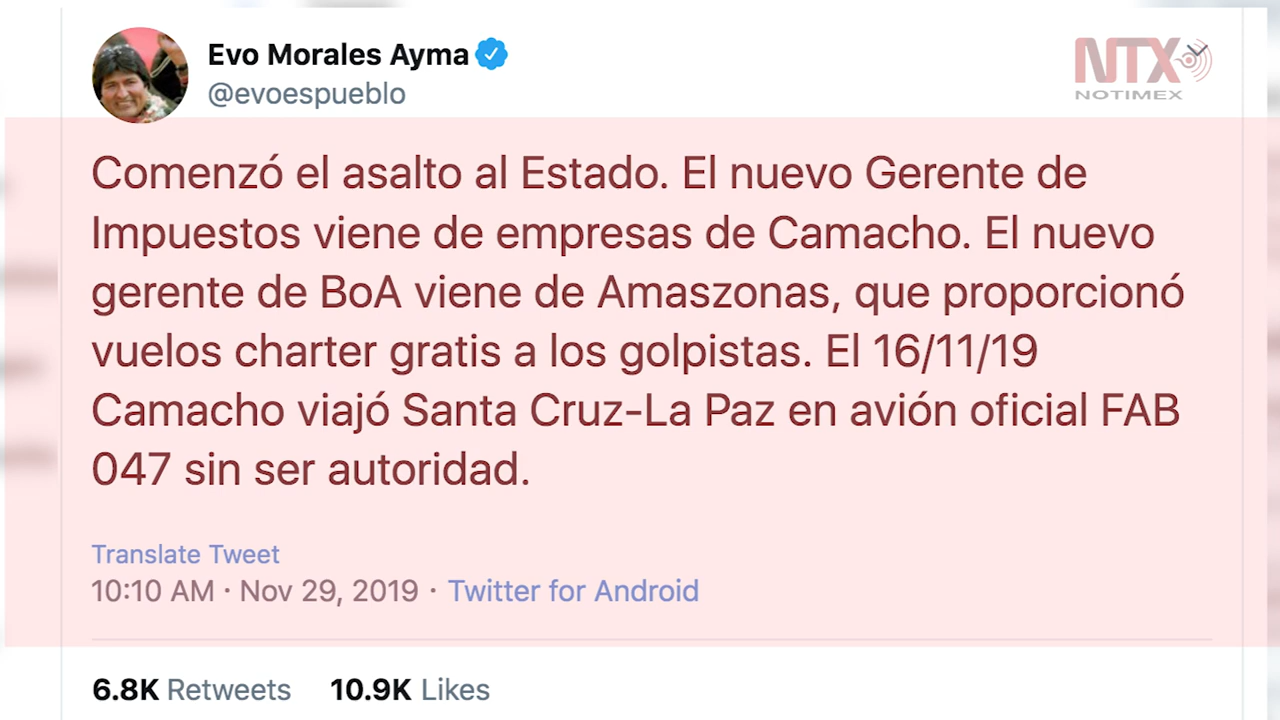 Evo Morales Ayma
@evoespueblo
NTX
NOTIMEX
Comenzó el asalto al Estado. El nuevo Gerente de
Impuestos viene de empresas de Camacho. El nuevo
gerente de BoA viene de Amaszonas, que proporcionó
vuelos charter gratis a los golpistas. El 16/11/19
Camacho viajó Santa Cruz-La Paz en avión oficial FAB
047 sin ser autoridad.
Translate Tweet
10:10 AM · Nov 29, 2019 · Twitter for Android
6.8K Retweets 10.9K Likes